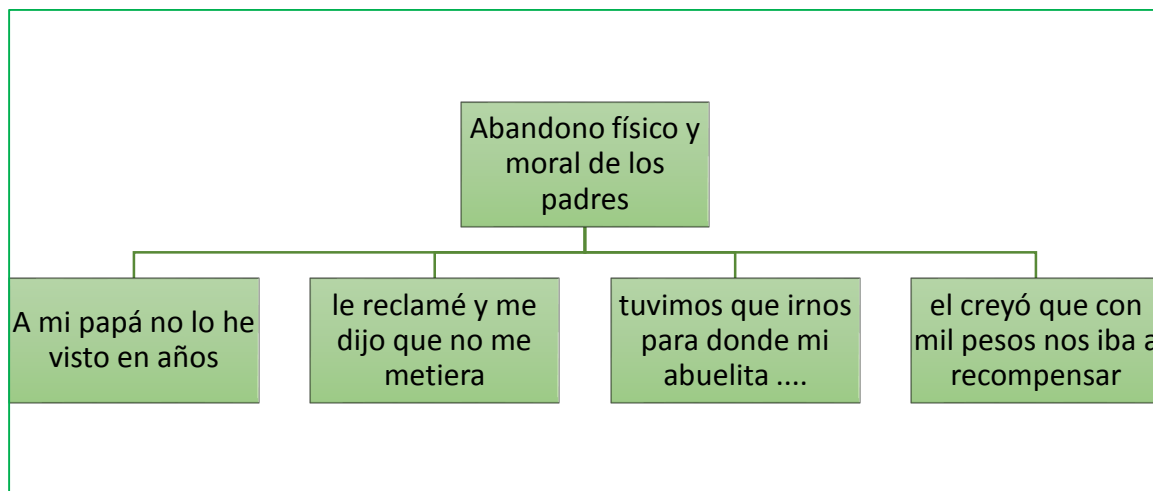 Abandono físico y
moral de los
padres
A mi papá no lo he
visto en años
le reclamé y me
dijo que no me
metiera
tuvimos que irnos
para donde mi
abuelita ....
el creyó que con
mil pesos nos iba a
recompensar